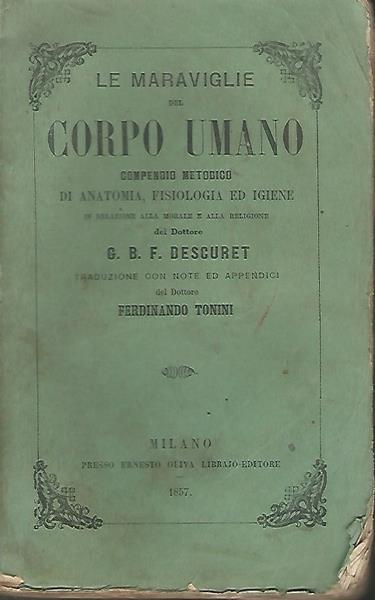 LE MARAVIGLIE
DEL
CORPO UMANO
COMPENDIO METODICO
DI ANATOMIA, FISIOLOGIA ED IGIENE
IN RELAZIONE ALLA MORALE E ALLA RELIGIONE
del Dottore
G. B. F. DESCURET
TRADUZIONE CON NOTE ED APPENDICI
del Dottore
FERDINANDO TONINI
MILANO
PRESSO ERNESTO OLIVA LIBRAJO-EDITORE
1857.